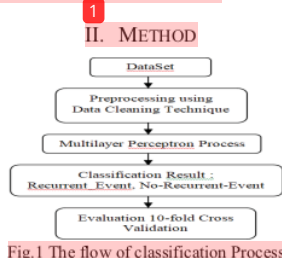 1
II. METHOD
DataSet
Preprocessing using
Data Cleaning Technique
Multilayer Perceptron Process
Classification Result :
Recurrent_Event, No-Recurrent-Event
Evaluation 10-fold Cross
Validation
Fig.1 The flow of classification Process